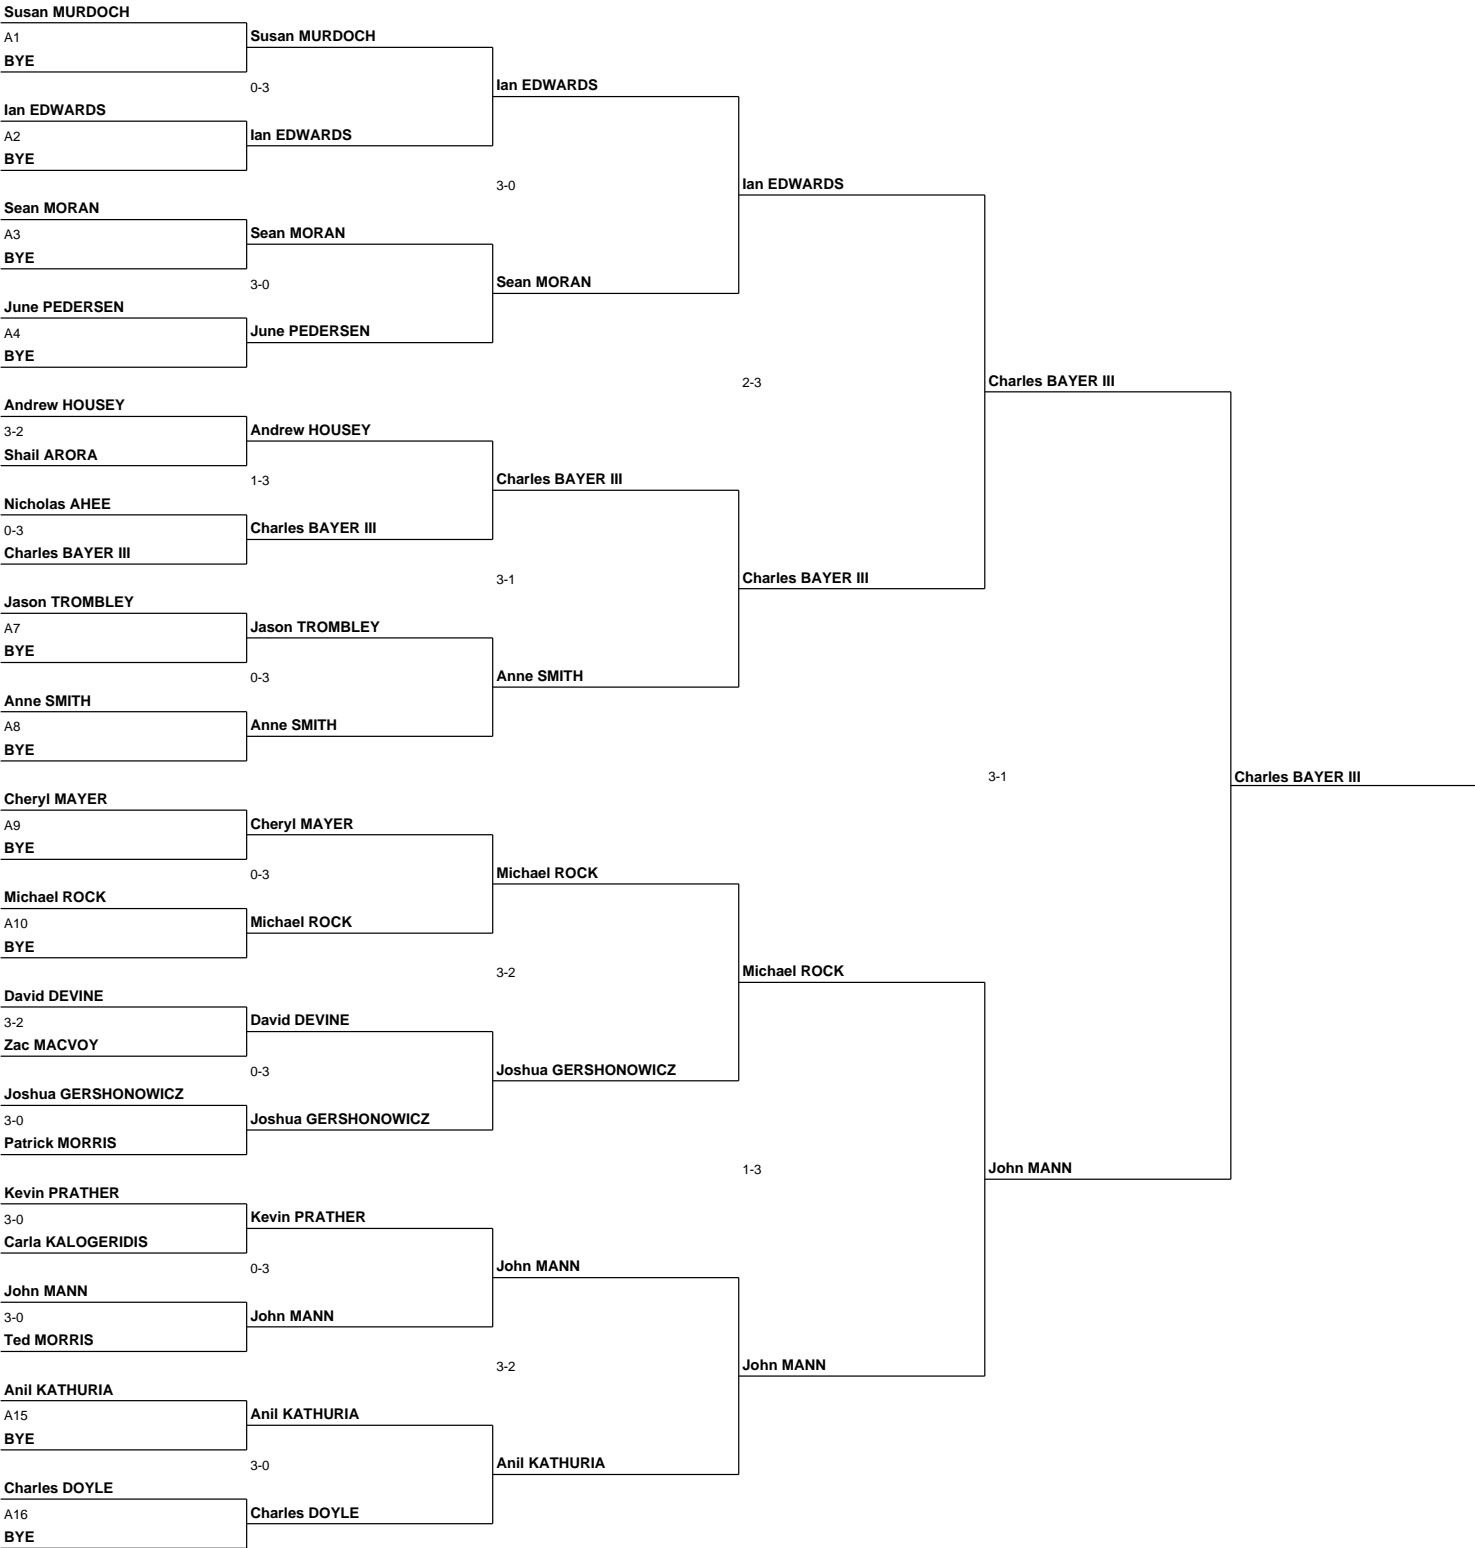 Susan MURDOCH
A1
BYE
Ian EDWARDS
A2
BYE
Sean MORAN
A3
BYE
June PEDERSEN
A4
BYE
Andrew HOUSEY
3-2
Shail ARORA
Nicholas AHEE
0-3
Charles BAYER III
Jason TROMBLEY
A7
BYE
Anne SMITH
A8
BYE
Cheryl MAYER
A9
BYE
Michael ROCK
A10
BYE
David DEVINE
3-2
Zac MACVOY
Joshua GERSHONOWICZ
3-0
Patrick MORRIS
Kevin PRATHER
3-0
Carla KALOGERIDIS
John MANN
3-0
Ted MORRIS
Anil KATHURIA
A15
BYE
Charles DOYLE
A16
BYE
Susan MURDOCH
0-3
Ian EDWARDS
Sean MORAN
3-0
June PEDERSEN
Andrew HOUSEY
1-3
Charles BAYER III
Jason TROMBLEY
0-3
Anne SMITH
Cheryl MAYER
0-3
Michael ROCK
David DEVINE
0-3
Joshua GERSHONOWICZ
Kevin PRATHER
0-3
John MANN
Anil KATHURIA
3-0
Charles DOYLE
Ian EDWARDS
3-0
Sean MORAN
Charles BAYER III
3-1
Anne SMITH
Michael ROCK
3-2
Joshua GERSHONOWICZ
John MANN
3-2
Anil KATHURIA
Ian EDWARDS
2-3
Charles BAYER III
Michael ROCK
1-3
John MANN
Charles BAYER III
3-1
John MANN
Charles BAYER III